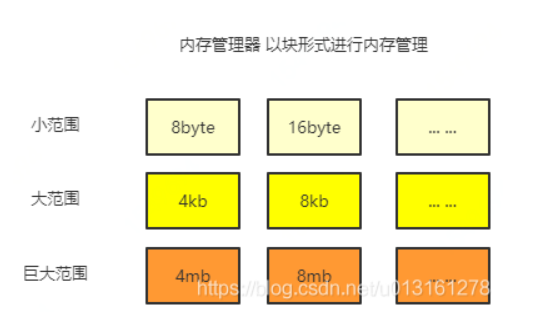 内存管理器 以块形式进行内存管理
小范围 8byte 16byte ... ...
大范围 4kb 8kb ... ...
巨大范围 4mb 8mb ... ...
https://blog.csdn.net/u013161278